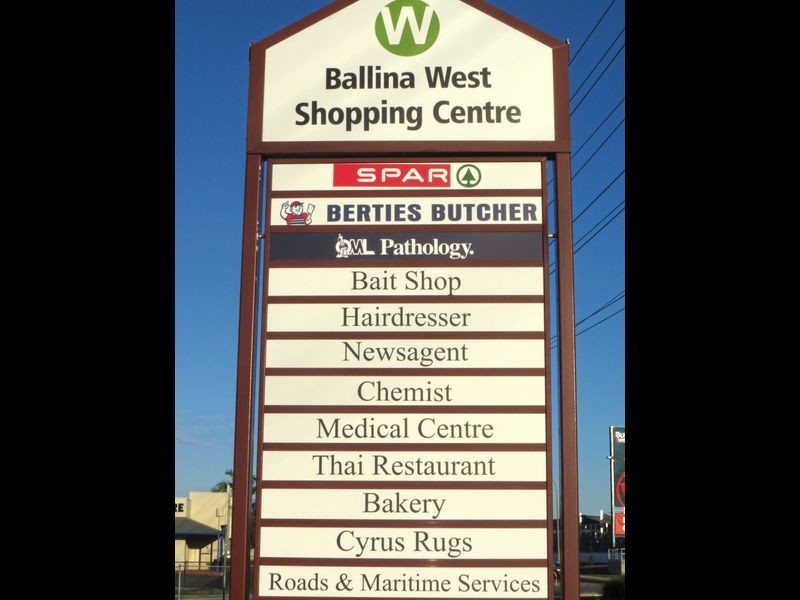 W
Ballina West
Shopping Centre
SPAR
BERTIES BUTCHER
QML Pathology.
Bait Shop
Hairdresser
Newsagent
Chemist
Medical Centre
Thai Restaurant
Bakery
Cyrus Rugs
Roads & Maritime Services
RE